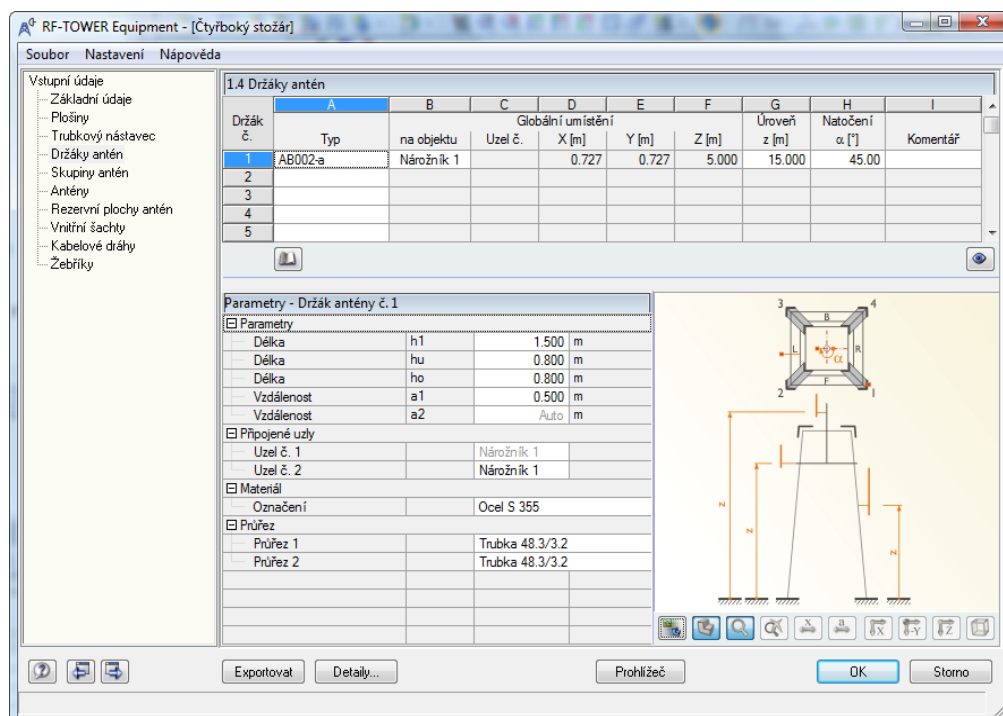 RF-TOWER Equipment - [Čtyřboký stožár]
Soubor Nastavení Nápověda
Vstupní údaje
Základní údaje
Plošiny
Trubkový nástavec
Držáky antén
Skupiny antén
Antény
Rezervní plochy antén
Vnitřní šachty
Kabelové dráhy
Žebříky
1.4 Držáky antén
A B C D E F G H I
Držák Globální umístění Úroveň Natočení
č. Typ na objektu Uzel č. X [m] Y [m] Z [m] z [m] α [°] Komentář
1 AB002-a Nárožník 1 0.727 0.727 5.000 15.000 45.00
2
3
4
5
Parametry - Držák antény č. 1
Parametry
Délka h1 1.500 m
Délka hu 0.800 m
Délka ho 0.800 m
Vzdálenost a1 0.500 m
Vzdálenost a2 Auto m
Připojené uzly
Uzel č. 1 Nárožník 1
Uzel č. 2 Nárožník 1
Materiál
Označení Ocel S 355
Průřez
Průřez 1 Trubka 48.3/3.2
Průřez 2 Trubka 48.3/3.2
3 4
B
L R
α
F
2 1
z
z
z
x a X -Y Z
Exportovat Detaily... Prohlížeč OK Storno